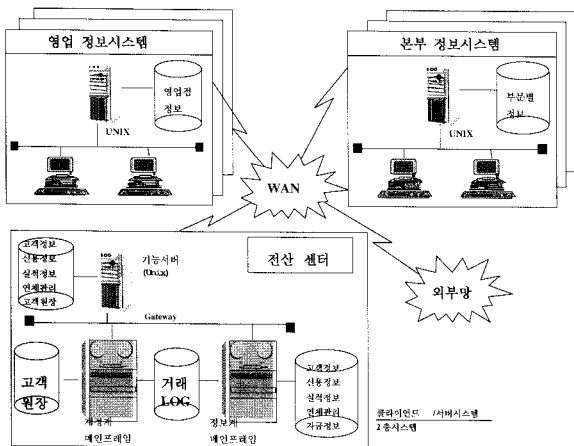 영업 정보시스템
영업점
정보
UNIX
본부 정보시스템
부문별
정보
UNIX
WAN
외부망
전산 센터
고객정보
신용정보
실적정보
연체관리
고객원장
기능서버
(Unix)
Gateway
고객
원장
메인프레임
거래
LOG
정보계
메인프레임
고객정보
신용정보
실적정보
연체관리
자금정보
클라이언트 /서버시스템
2층시스템